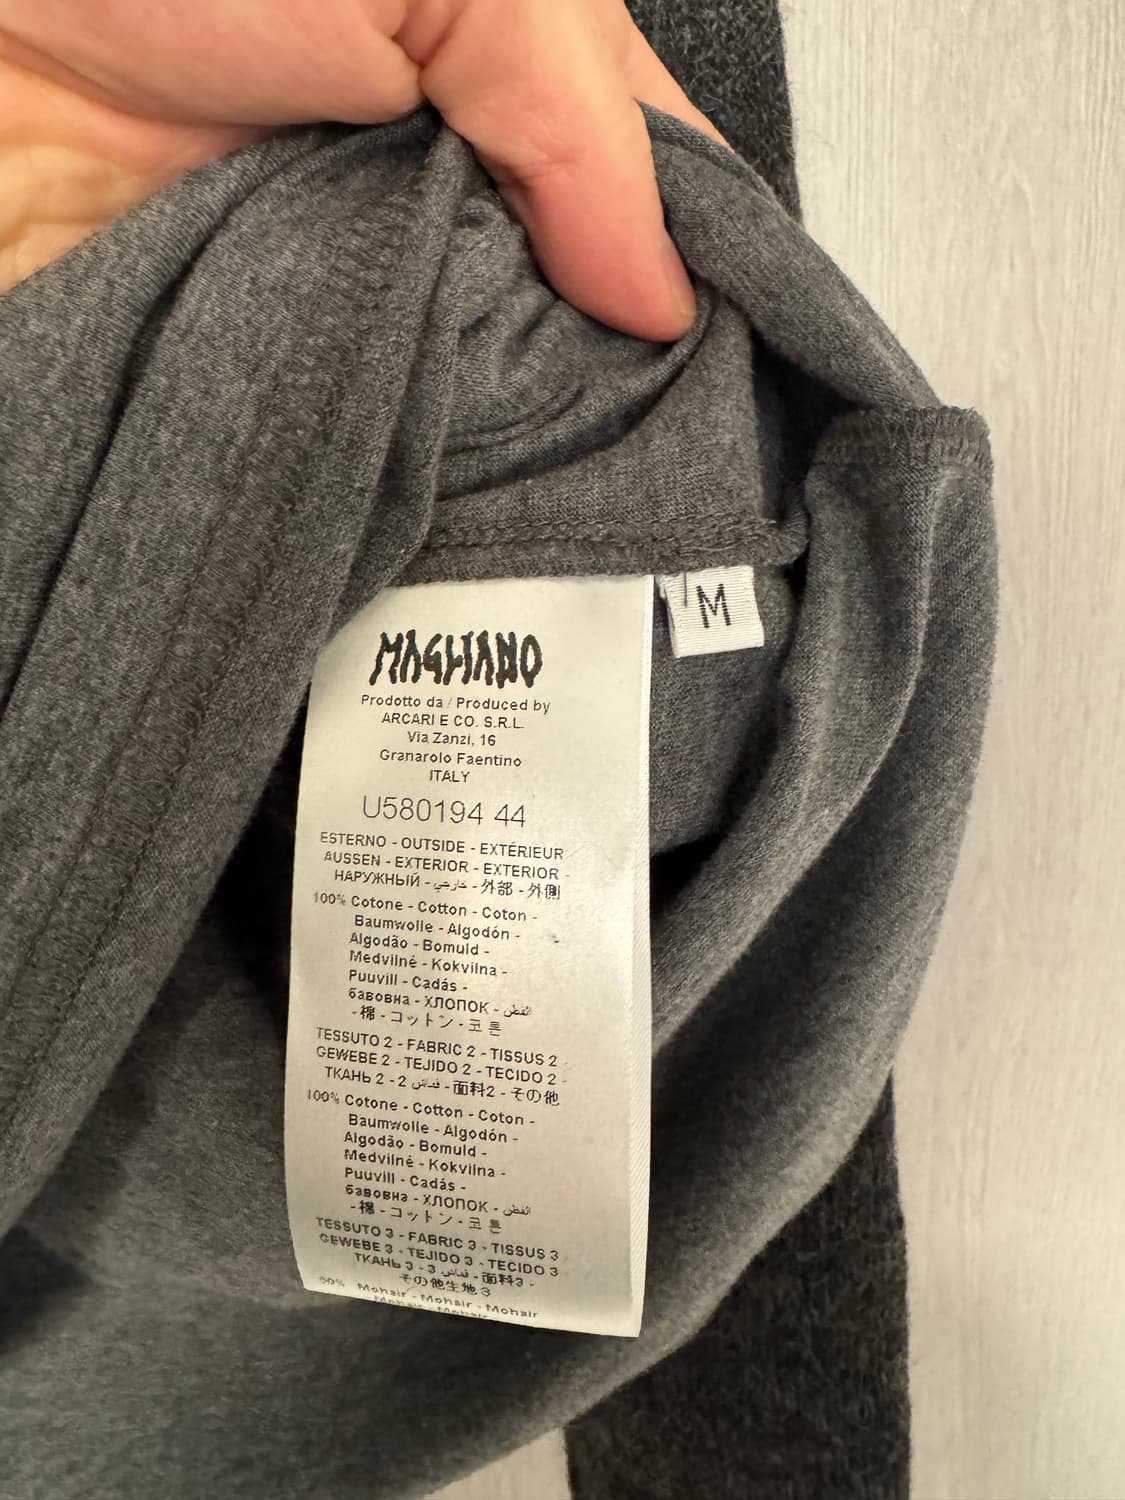 MAGLIANO
Prodotto da / Produced by
ARCARI E CO. S.R.L.
Via Zanzi, 16
Granarolo Faentino
ITALY
U580194 44
ESTERNO - OUTSIDE - EXTÉRIEUR
AUSSEN - EXTERIOR - EXTERIOR -
НАРУЖНЫЙ - خارجي - 外部 - 外側
100% Cotone - Cotton - Coton -
Baumwolle - Algodón -
Algodão - Bomuld -
Medvilnė - Kokvilna -
Puuvill - Cadás -
бавовна - ХЛОПОК - القطن
- 棉 - コットン - 코튼
TESSUTO 2 - FABRIC 2 - TISSUS 2 -
GEWEBE 2 - TEJIDO 2 - TECIDO 2 -
ТКАНЬ 2 - 2 قماش - 面料2 - その他
100% Cotone - Cotton - Coton -
Baumwolle - Algodón -
Algodão - Bomuld -
Medvilnė - Kokvilna -
Puuvill - Cadás -
бавовна - ХЛОПОК - القطن
- 棉 - コットン - 코튼
TESSUTO 3 - FABRIC 3 - TISSUS 3
GEWEBE 3 - TEJIDO 3 - TECIDO 3
ТКАНЬ 3 - 3 قماش - 面料3 -
その他生地3
Mohair - Mohair - Mohair
Mohair - Mohair -
M